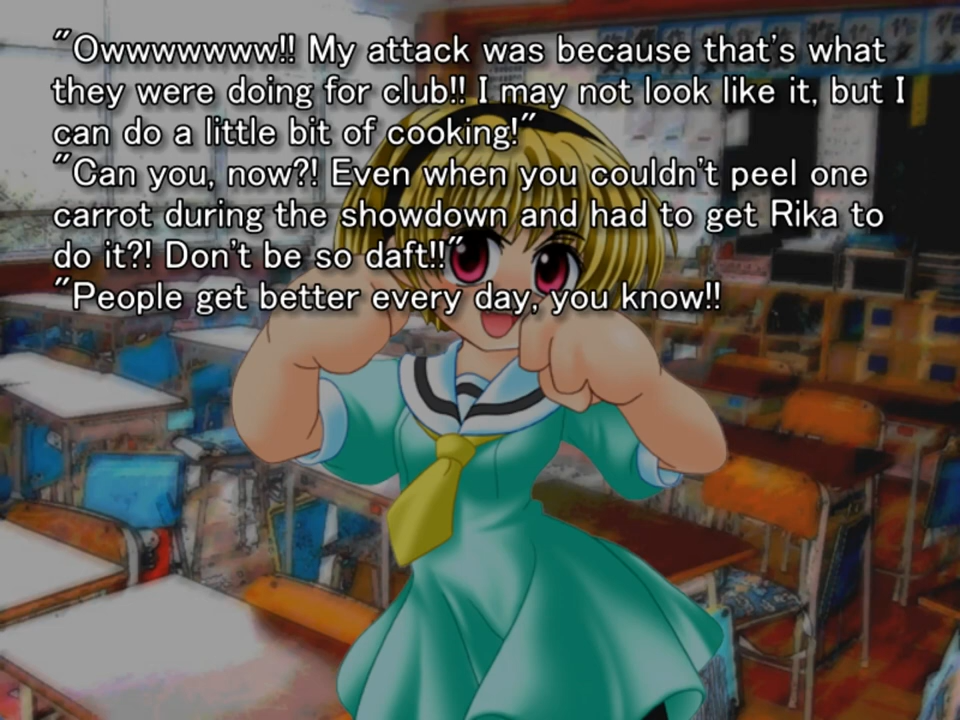 "Owwwwwww!! My attack was because that's what
they were doing for club!! I may not look like it, but I
can do a little bit of cooking!"
"Can you, now?! Even when you couldn't peel one
carrot during the showdown and had to get Rika to
do it?! Don't be so daft!!"
"People get better every day, you know!!